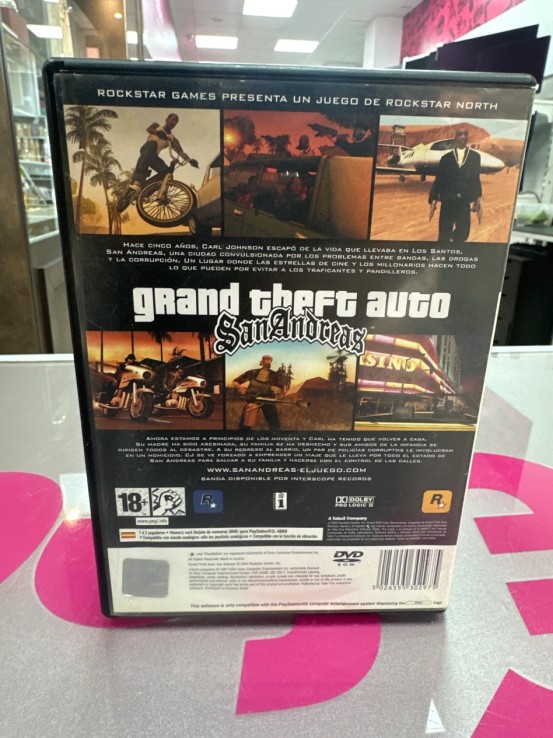 ROCKSTAR GAMES PRESENTA UN JUEGO DE ROCKSTAR NORTH
HACE CINCO AÑOS, CARL JOHNSON ESCAPÓ DE LA VIDA QUE LLEVABA EN LOS SANTOS,
SAN ANDREAS, UNA CIUDAD CONVULSIONADA POR LOS PROBLEMAS ENTRE BANDAS, LAS DROGAS
Y LA CORRUPCIÓN. UN LUGAR DONDE LAS ESTRELLAS DE CINE Y LOS MILLONARIOS HACEN TODO
LO QUE PUEDEN POR EVITAR A LOS TRAFICANTES Y PANDILLEROS.
grand theft auto
San Andreas
SINO
AHORA ESTAMOS A PRINCIPIOS DE LOS NOVENTA Y CARL HA TENIDO QUE VOLVER A CASA.
SU MADRE HA SIDO ASESINADA, SU FAMILIA SE HA DESHECHO Y SUS AMIGOS DE LA INFANCIA SE
DIRIGEN TODOS AL DESASTRE. A SU REGRESO AL BARRIO, UN PAR DE POLICÍAS CORRUPTOS LE INVOLUCRAN
EN UN HOMICIDIO. CJ SE VE FORZADO A EMPRENDER UN VIAJE QUE LE LLEVA POR TODO EL ESTADO DE
SAN ANDREAS PARA SALVAR A SU FAMILIA Y HACERSE CON EL CONTROL DE LAS CALLES.
WWW.SANANDREAS-ELJUEGO.COM
BANDA DISPONIBLE POR INTERSCOPE RECORDS
18+
www.pegi.info
R
i
DOLBY
PRO LOGIC II
R
A Take2 Company
DVD
ROM
5026555302975
This software is only compatible with the PlayStation®2 computer entertainment system displaying the logo